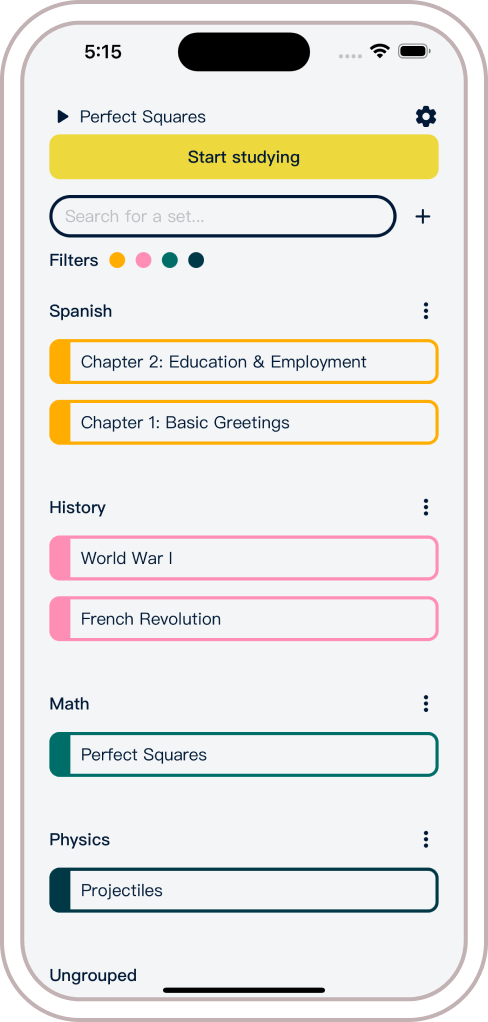 5:15
Perfect Squares
Start studying
Search for a set...
Filters
Spanish
Chapter 2: Education & Employment
Chapter 1: Basic Greetings
History
World War I
French Revolution
Math
Perfect Squares
Physics
Projectiles
Ungrouped